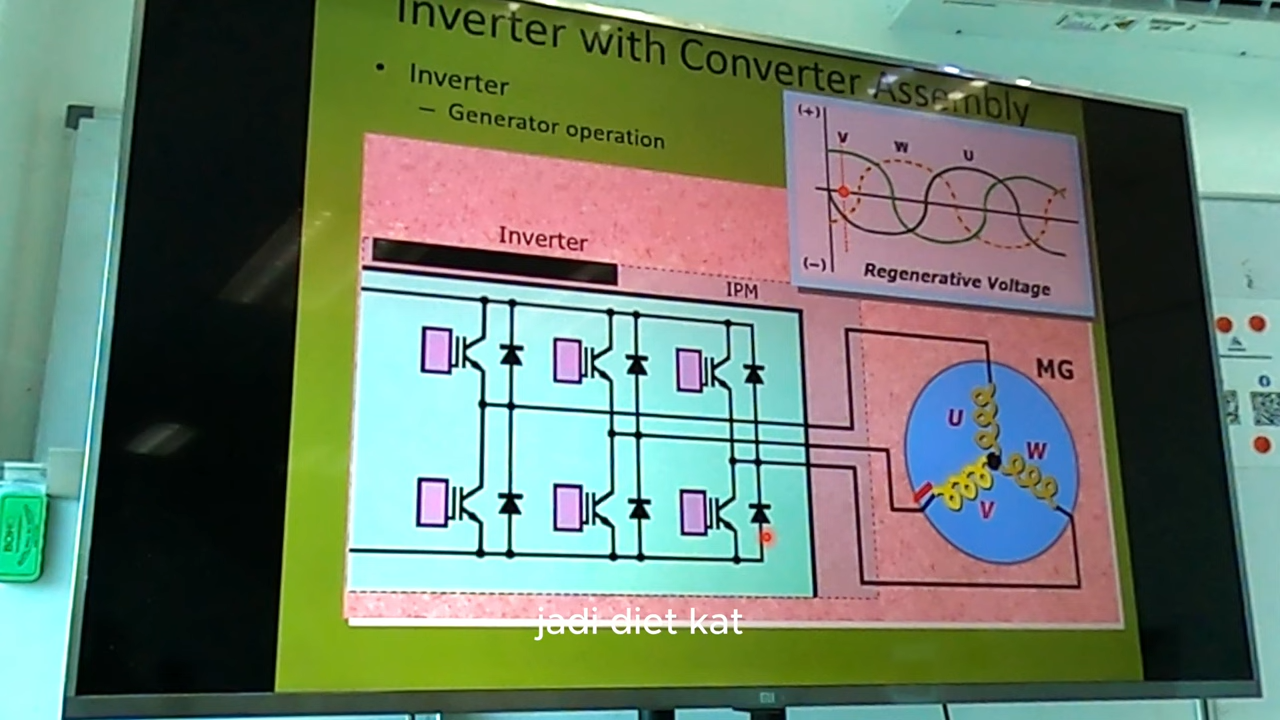 Inverter with Converter Assembly
• Inverter
– Generator operation
(+)
V
W
U
(−)
Regenerative Voltage
Inverter
IPM
MG
U
W
V
jadi diet kat